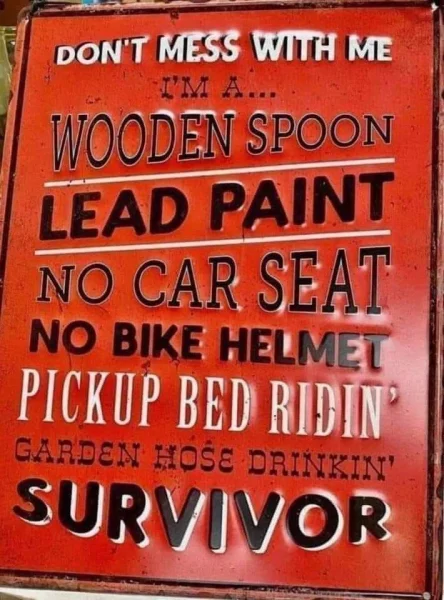 DON'T MESS WITH ME
I'M A...
WOODEN SPOON
LEAD PAINT
NO CAR SEAT
NO BIKE HELMET
PICKUP BED RIDIN'
GARDEN HOSE DRINKIN'
SURVIVOR